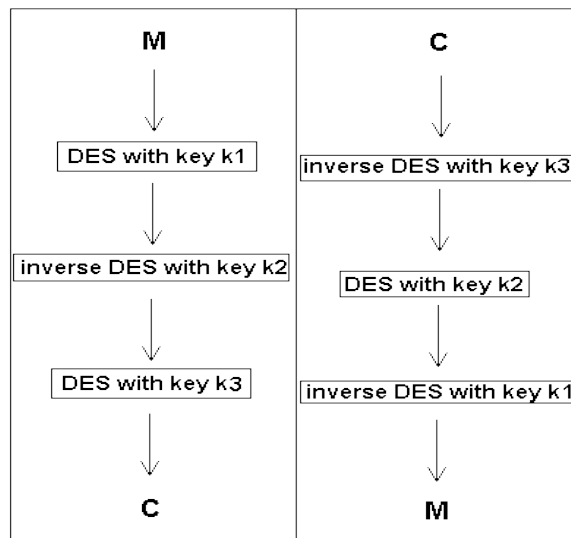 M
DES with key k1
inverse DES with key k2
DES with key k3
C
C
inverse DES with key k3
DES with key k2
inverse DES with key k1
M